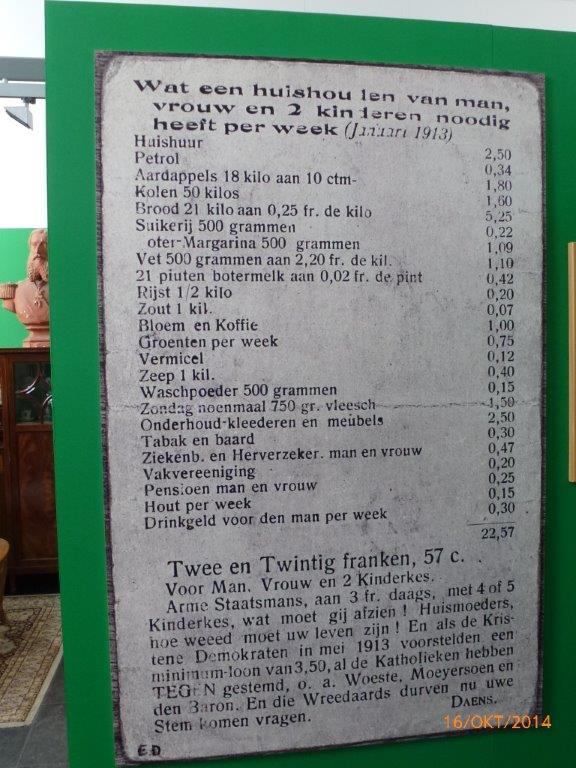 Wat een huishou len van man,
vrouw en 2 kinderen noodig
heeft per week (Januari 1913)
Huishuur 2,50
Petrol 0,34
Aardappels 18 kilo aan 10 ctm- 1,80
Kolen 50 kilos 1,60
Brood 21 kilo aan 0,25 fr. de kilo 5,25
Suikerij 500 grammen 0,22
oter-Margarina 500 grammen 1,09
Vet 500 grammen aan 2,20 fr. de kil. 1,10
21 piuten botermelk aan 0,02 fr. de pint 0,42
Rijst 1/2 kilo 0,20
Zout 1 kil. 0,07
Bloem en Koffie 1,00
Groenten per week 0,75
Vermicel 0,12
Zeep 1 kil. 0,40
Waschpoeder 500 grammen 0,15
Zondag noenmaal 750 gr. vleesch 1,50
Onderhoud-kleederen en meubels 2,50
Tabak en baard 0,30
Ziekenb. en Herverzeker. man en vrouw 0,47
Vakvereeniging 0,20
Pensioen man en vrouw 0,25
Hout per week 0,15
Drinkgeld voor den man per week 0,30
22,57
Twee en Twintig franken, 57 c. .
Voor Man, Vrouw en 2 Kinderkes.
Arme Staatsmans, aan 3 fr. daags, met 4 of 5
Kinderkes, wat moet gij afzien ! Huismoeders,
hoe weeed moet uw leven zijn ! En als de Kris-
tene Demokraten in mei 1913 voorstelden een
minimum-loon van 3,50, al de Katholieken hebben
TEGEN gestemd, o. a. Woeste, Moeyersoen en
den Baron. En die Wreedaards durven nu uwe
Stem komen vragen. DAENS.
E D
16/OKT/2014